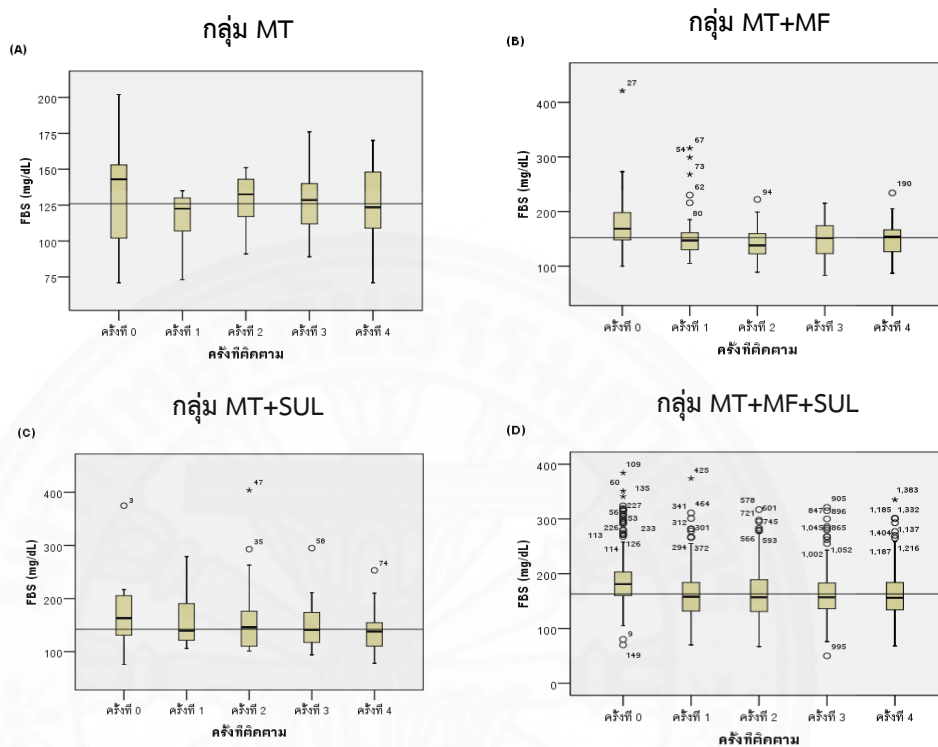 กลุ่ม MT
(A)
FBS (mg/dL)
200
175
150
125
100
75
ครั้งที่ 0 ครั้งที่ 1 ครั้งที่ 2 ครั้งที่ 3 ครั้งที่ 4
ครั้งที่ติดตาม
กลุ่ม MT+MF
(B)
FBS (mg/dL)
400
300
200
100
27
67
54
73
62
80
94
190
ครั้งที่ 0 ครั้งที่ 1 ครั้งที่ 2 ครั้งที่ 3 ครั้งที่ 4
ครั้งที่ติดตาม
กลุ่ม MT+SUL
(C)
FBS (mg/dL)
400
300
200
100
3
47
35
58
74
ครั้งที่ 0 ครั้งที่ 1 ครั้งที่ 2 ครั้งที่ 3 ครั้งที่ 4
ครั้งที่ติดตาม
กลุ่ม MT+MF+SUL
(D)
FBS (mg/dL)
400
300
200
100
0
109
60 135
227
56 53
226 233
113
126
114
9
149
425
341 464
312 301
294 372
578
721 601
745
566 593
905
847 896
1,045 865
1,002 1,052
995
1,383
1,185 1,332
1,404 1,137
1,187 1,216
ครั้งที่ 0 ครั้งที่ 1 ครั้งที่ 2 ครั้งที่ 3 ครั้งที่ 4
ครั้งที่ติดตาม